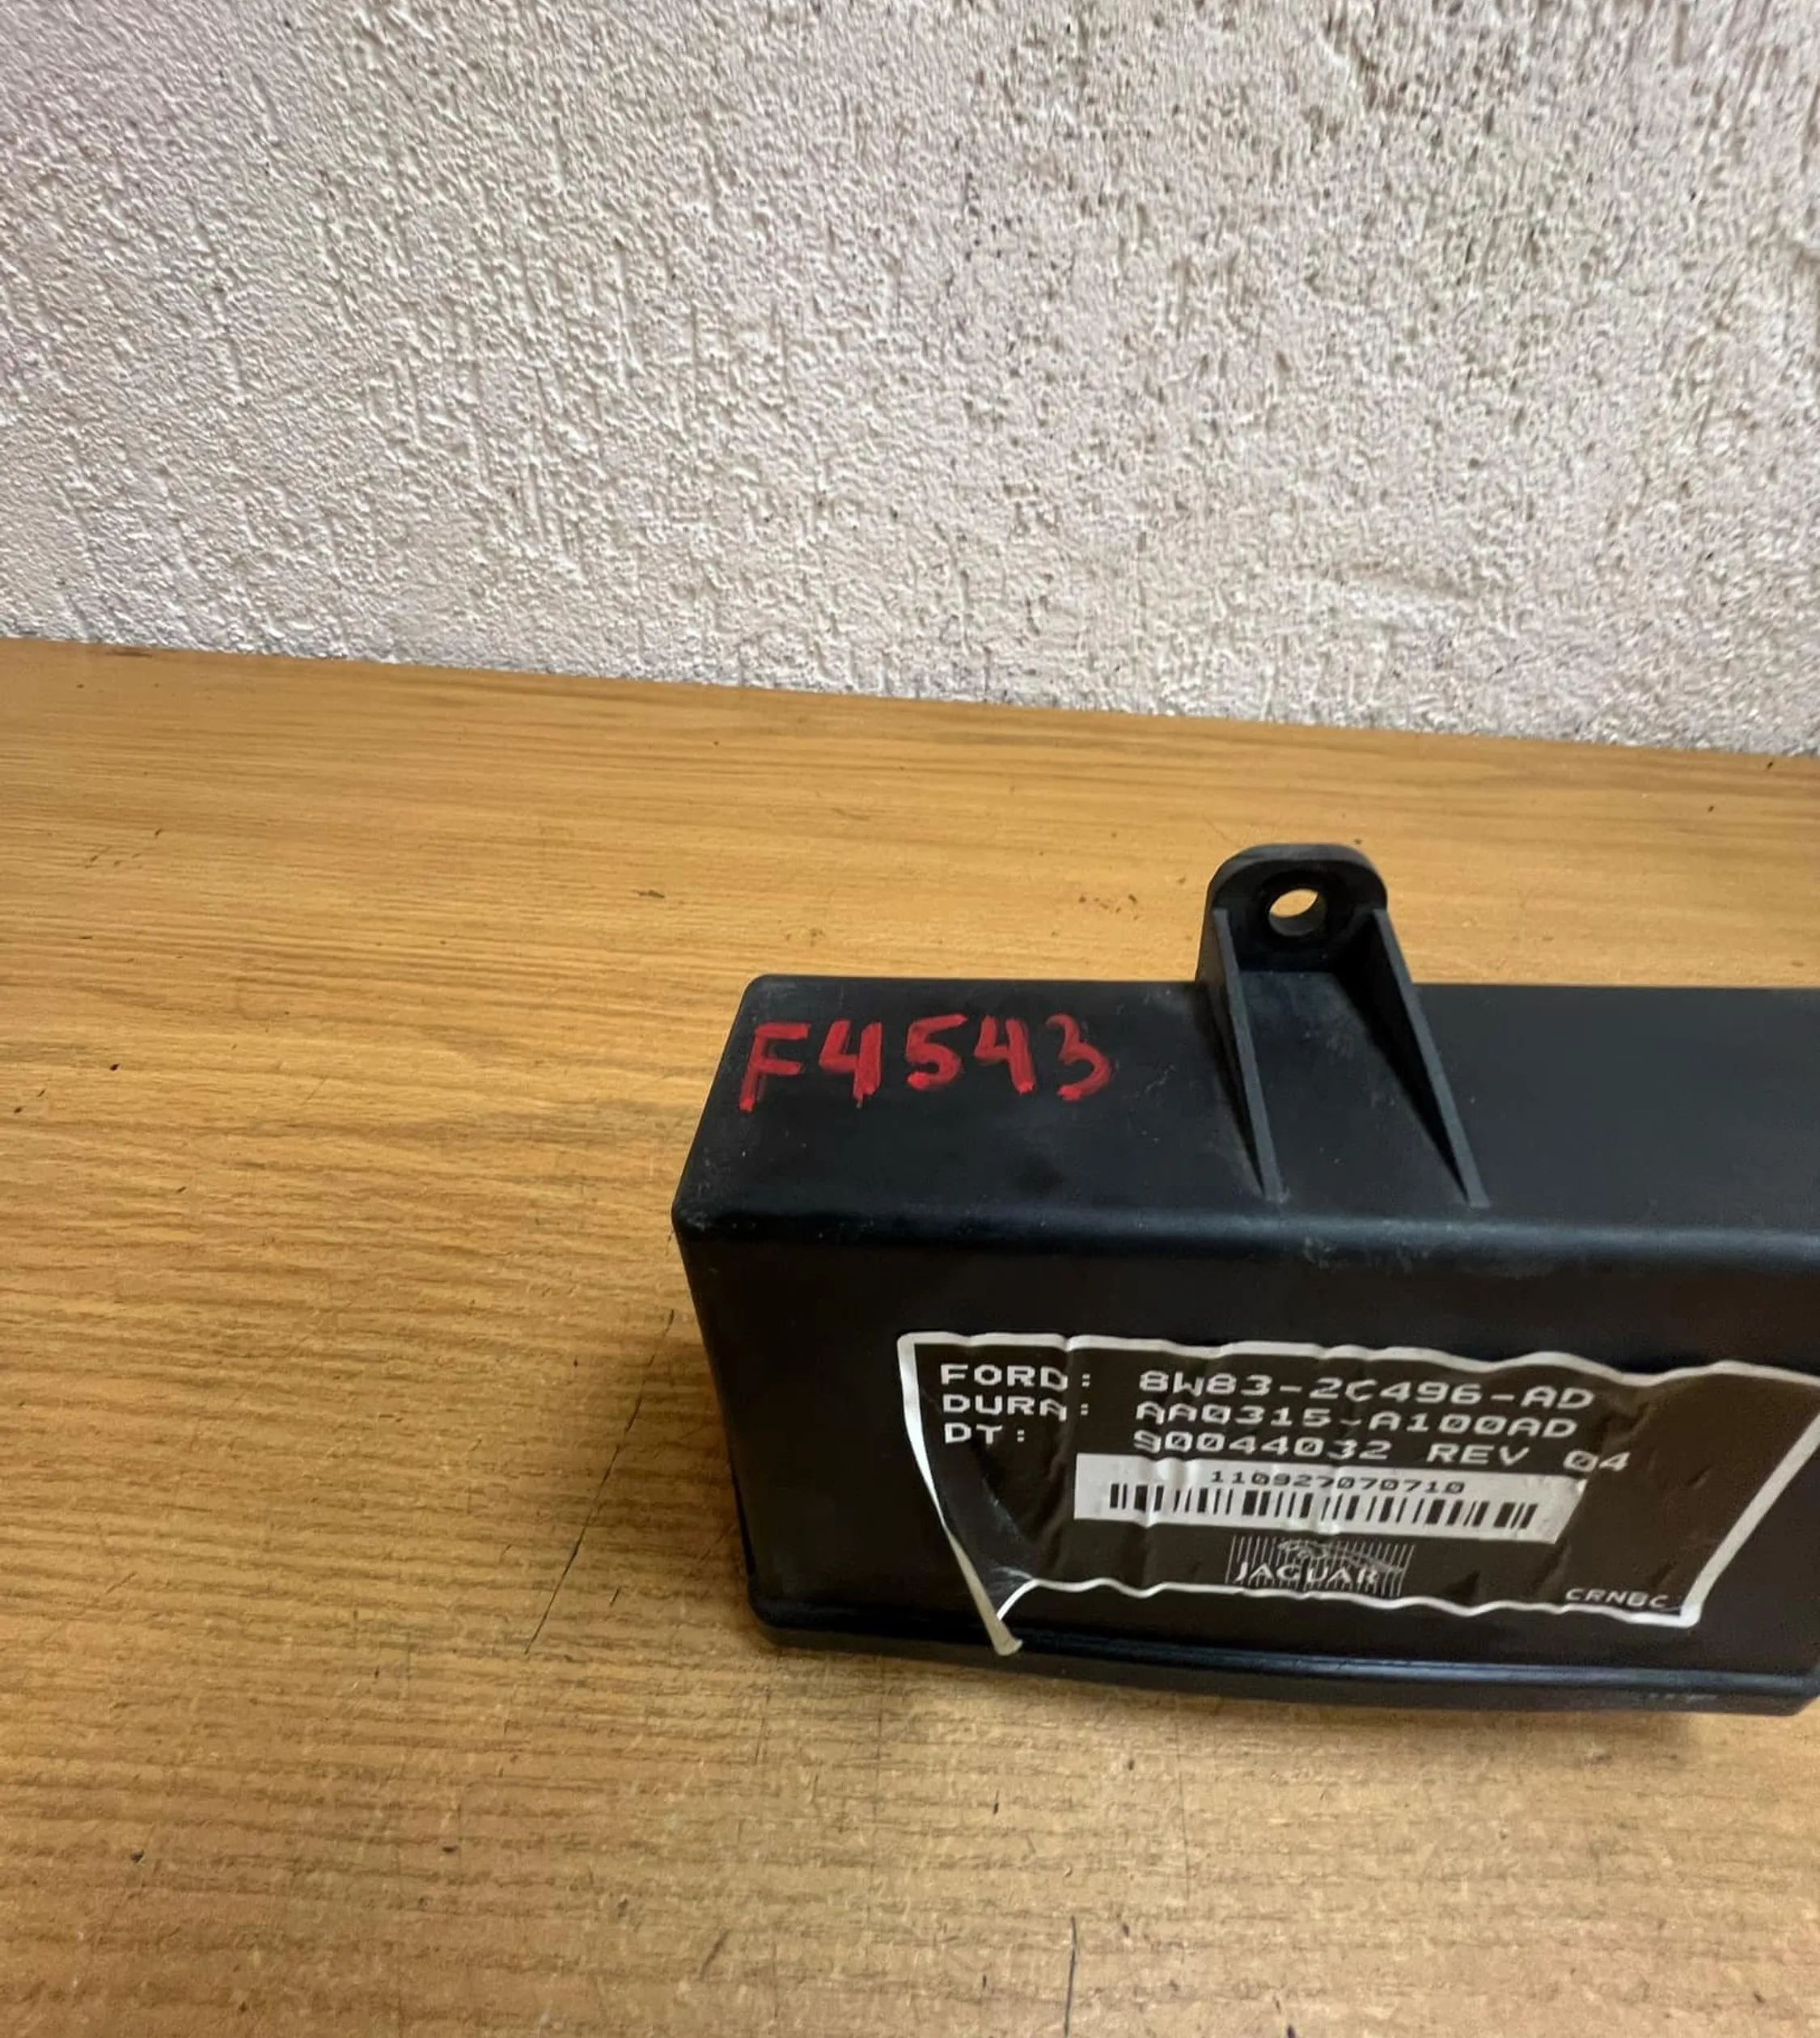 F4543
FORD: 8W83-2C496-AD
DURA: AA0315-A100AD
DT: 90044032 REV 04
110927070710
JAGUAR
CRNBC